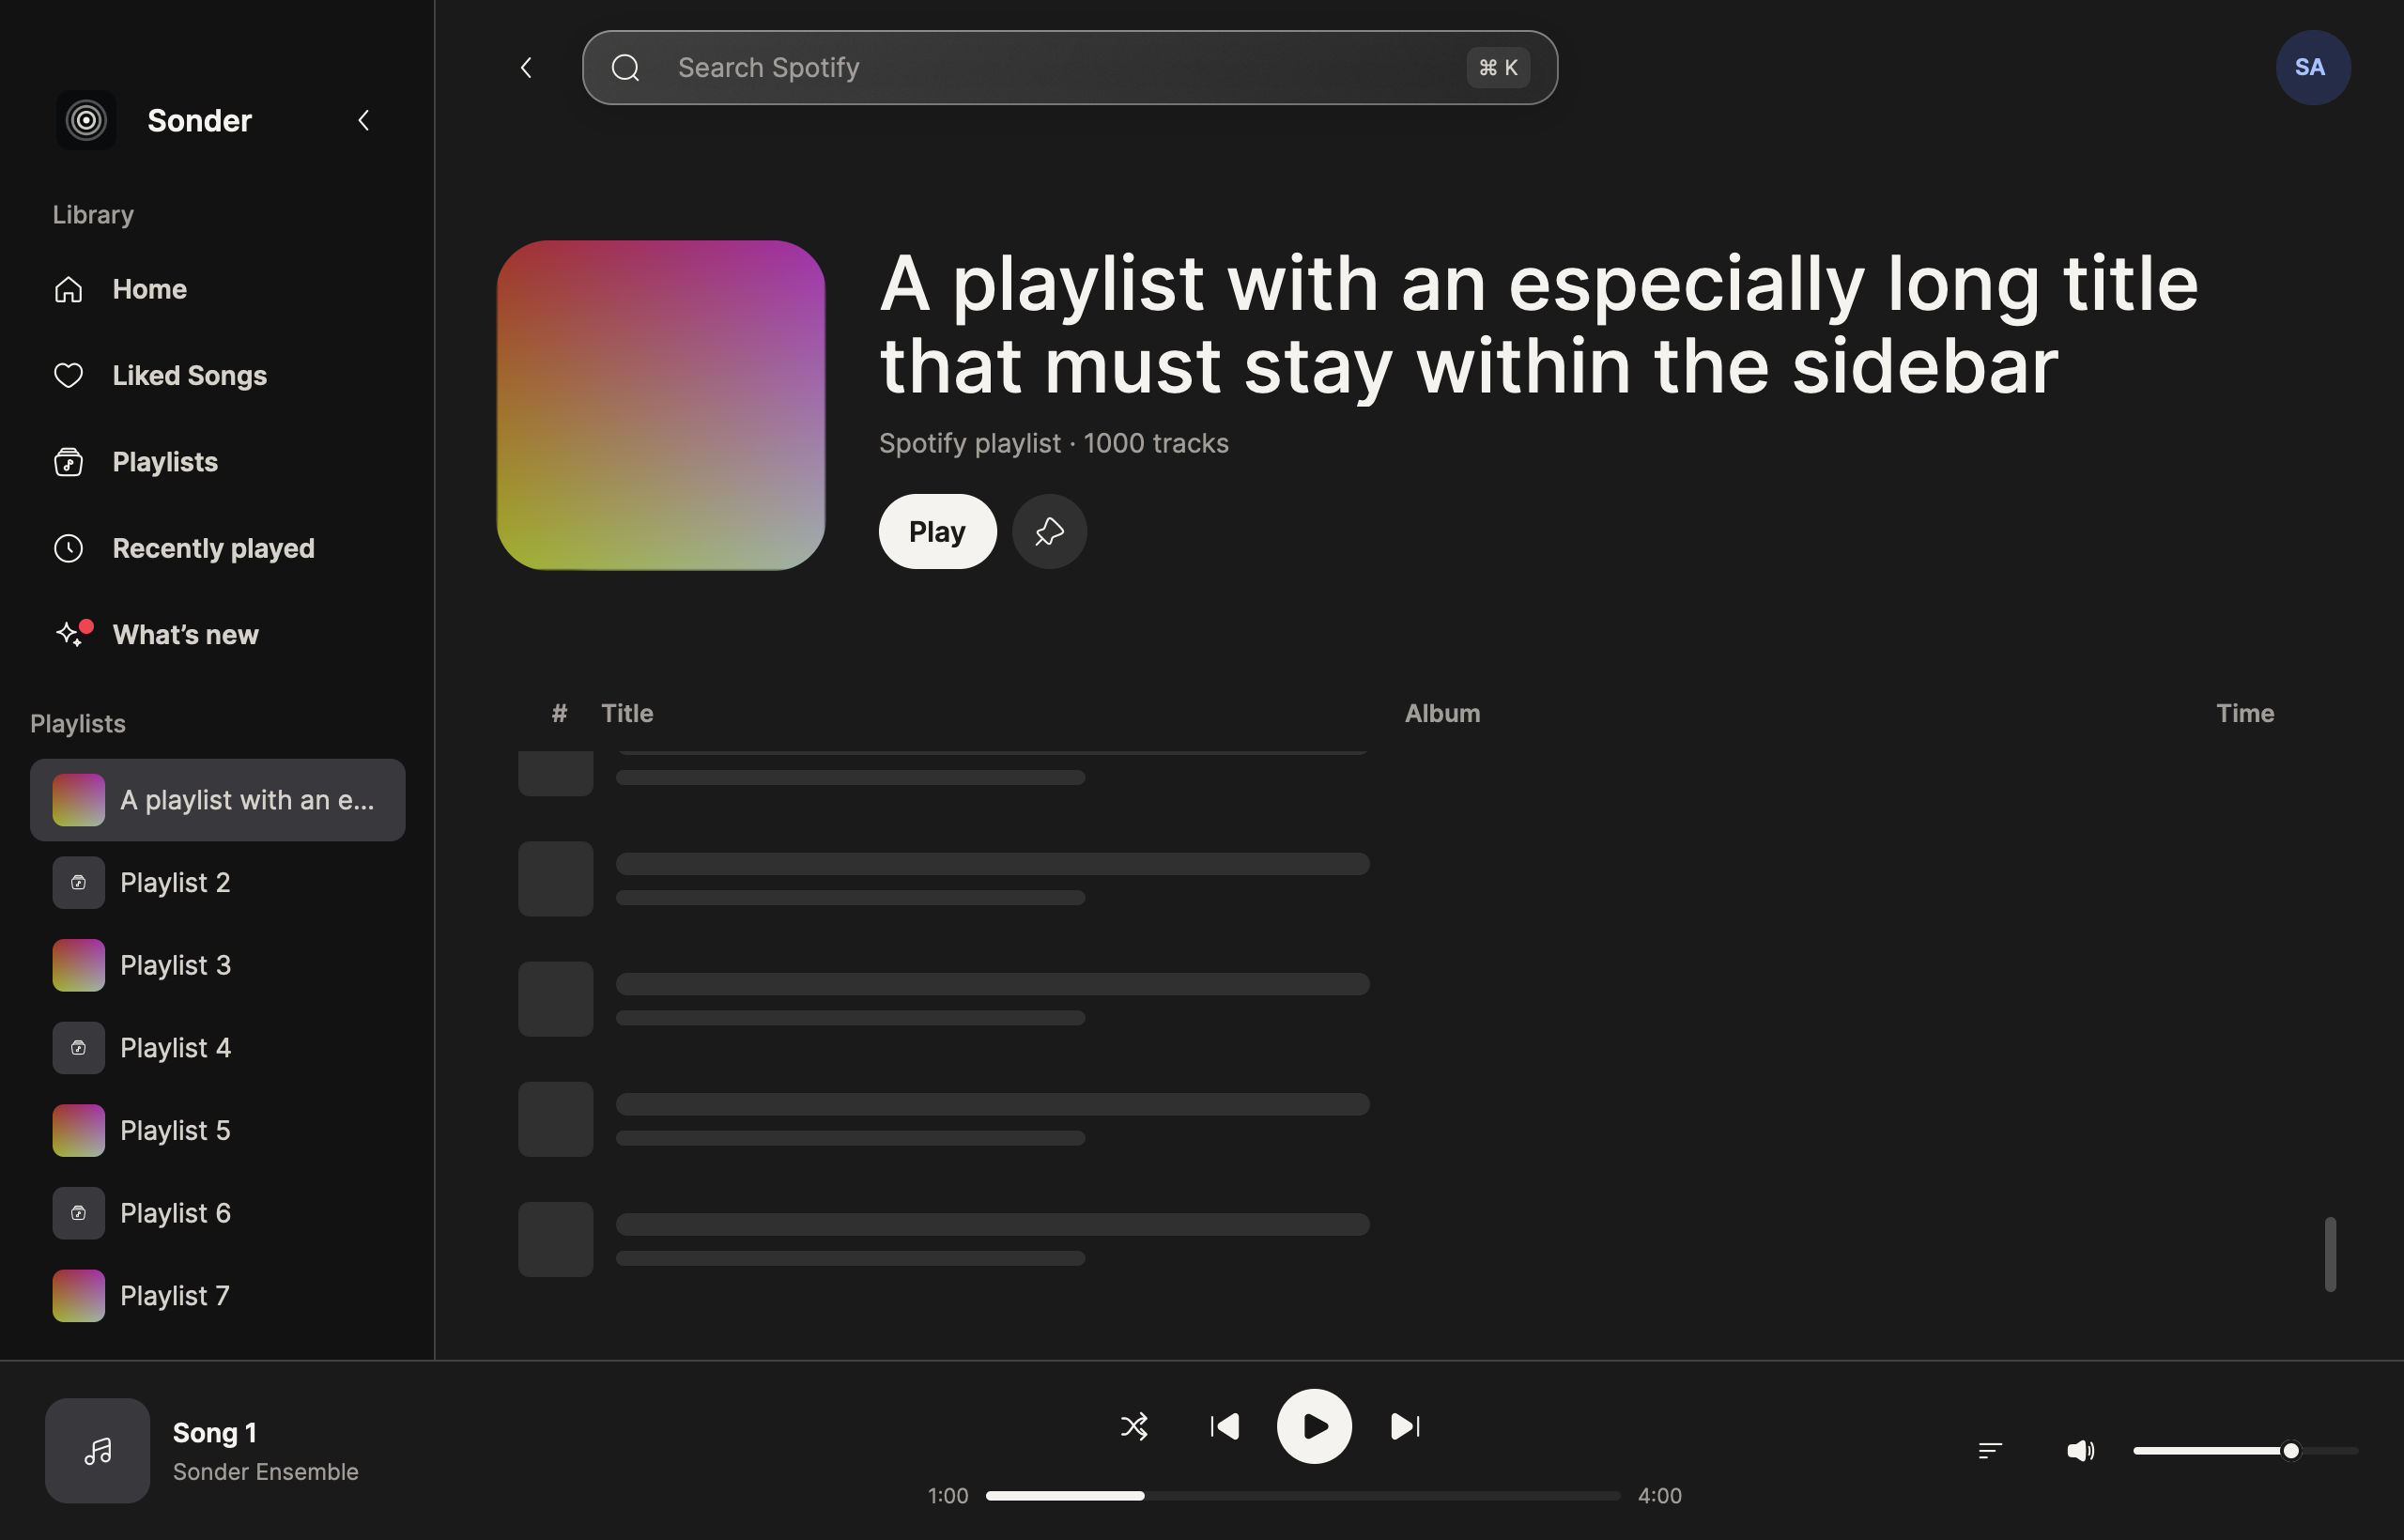 Sonder
Library
Home
Liked Songs
Playlists
Recently played
What’s new
Playlists
A playlist with an e...
Playlist 2
Playlist 3
Playlist 4
Playlist 5
Playlist 6
Playlist 7
Search Spotify
⌘ K
SA
A playlist with an especially long title
that must stay within the sidebar
Spotify playlist · 1000 tracks
Play
# Title Album Time
Song 1
Sonder Ensemble
1:00
4:00